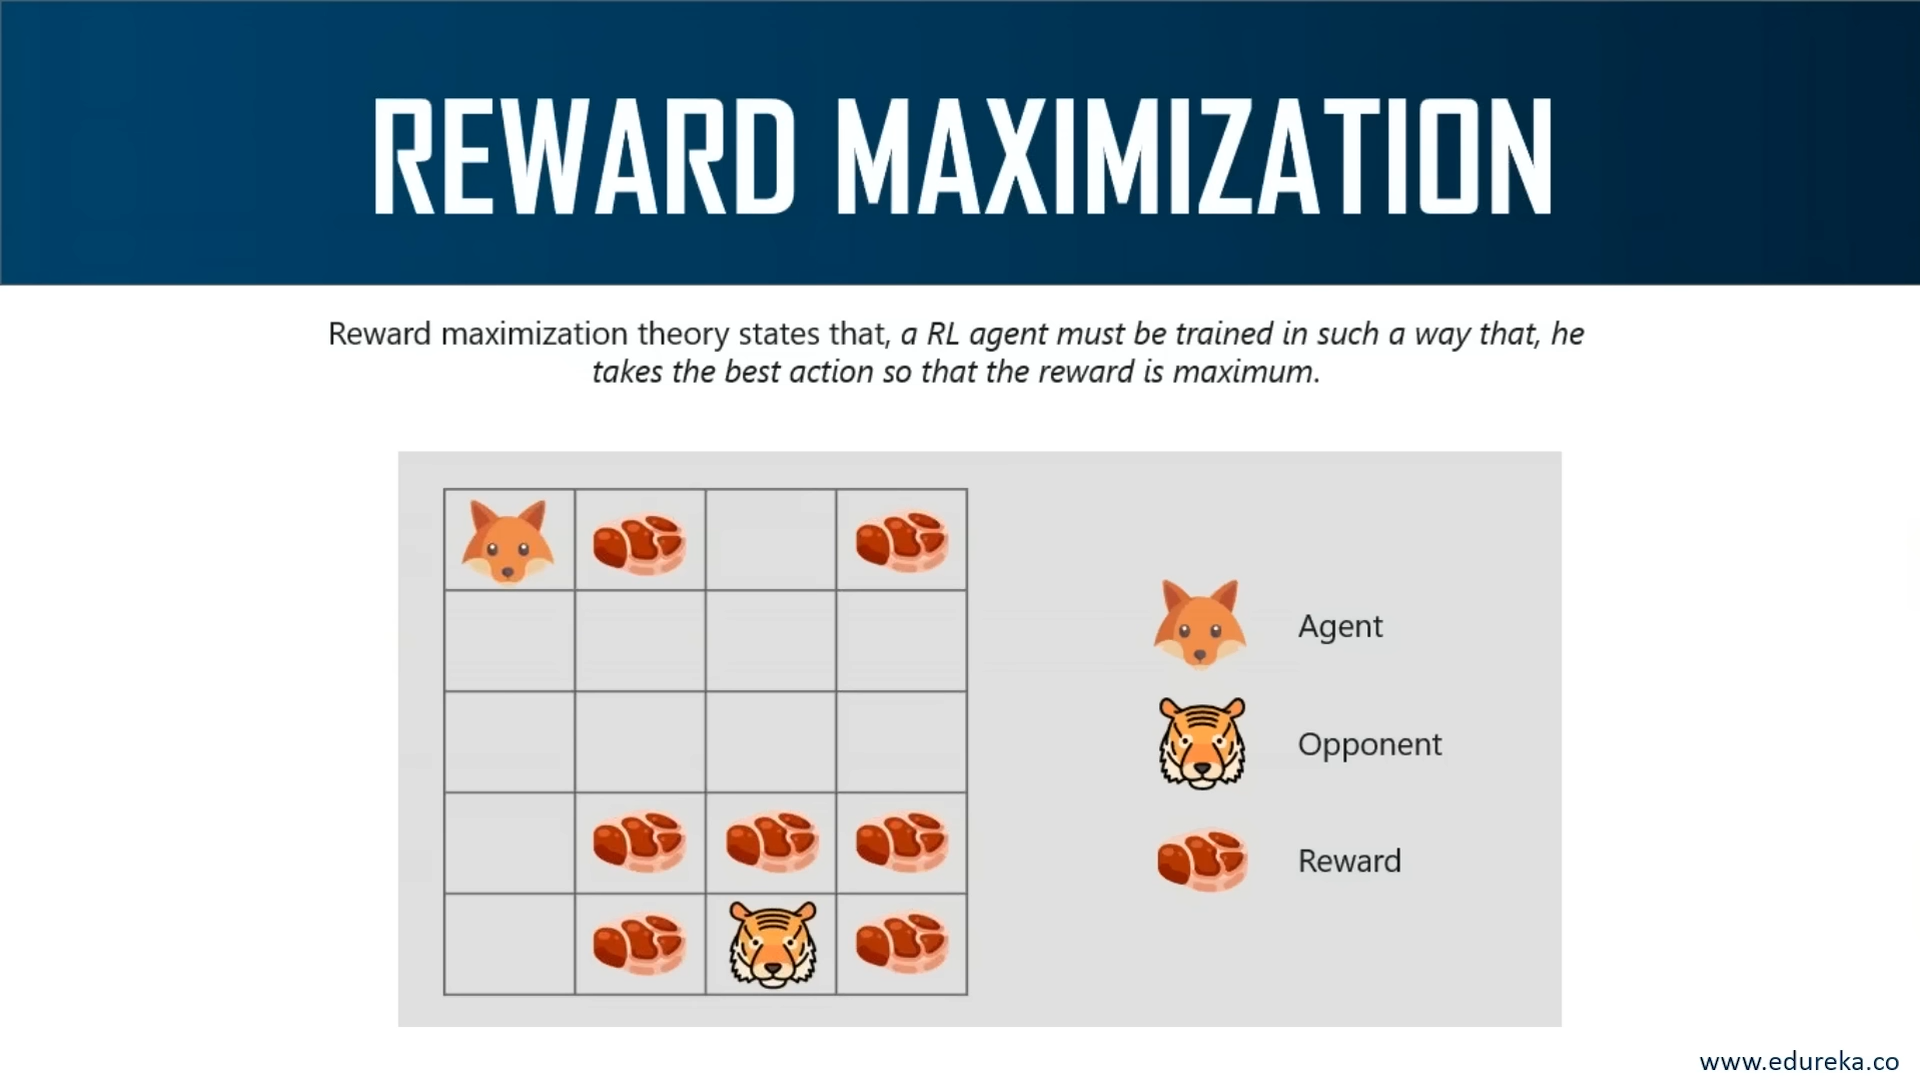 REWARD MAXIMIZATION
Reward maximization theory states that, a RL agent must be trained in such a way that, he
takes the best action so that the reward is maximum.
Agent
Opponent
Reward
www.edureka.co